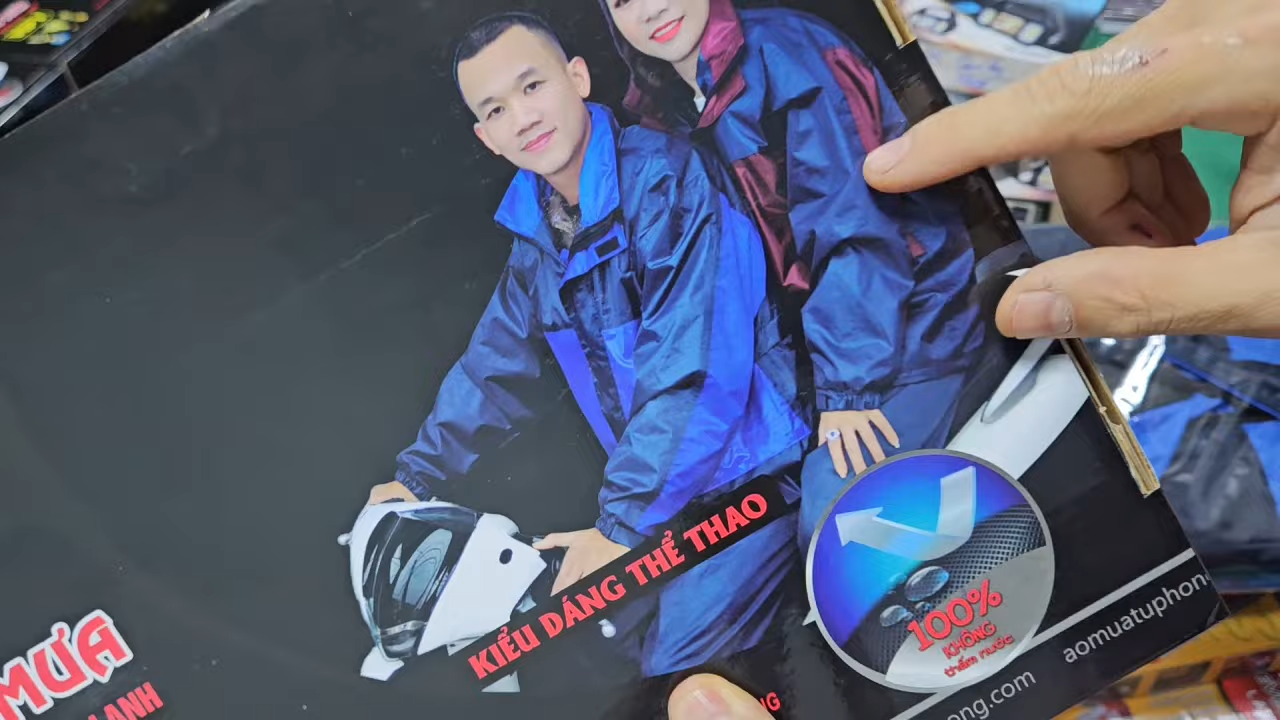 MƯA
LANH
KIỂU DÁNG THỂ THAO
100%
KHÔNG
thấm nước
aomuatuphon
ong.com